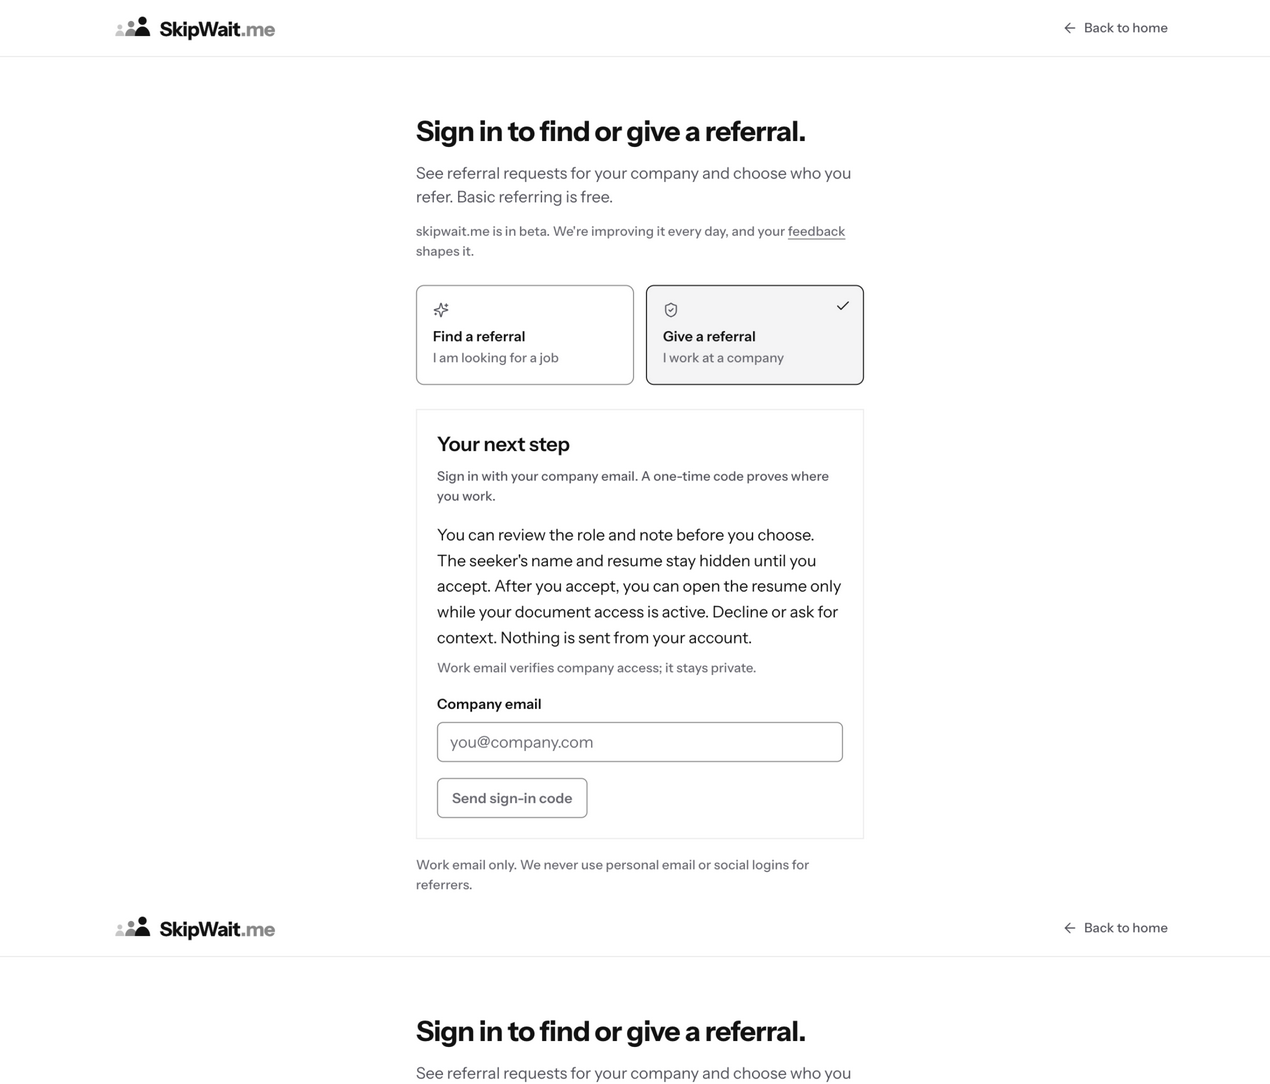 SkipWait.me
Back to home
Sign in to find or give a referral.
See referral requests for your company and choose who you
refer. Basic referring is free.
skipwait.me is in beta. We're improving it every day, and your feedback
shapes it.
Find a referral
I am looking for a job
Give a referral
I work at a company
Your next step
Sign in with your company email. A one-time code proves where
you work.
You can review the role and note before you choose.
The seeker's name and resume stay hidden until you
accept. After you accept, you can open the resume only
while your document access is active. Decline or ask for
context. Nothing is sent from your account.
Work email verifies company access; it stays private.
Company email
you@company.com
Send sign-in code
Work email only. We never use personal email or social logins for
referrers.
SkipWait.me
Back to home
Sign in to find or give a referral.
See referral requests for your company and choose who you